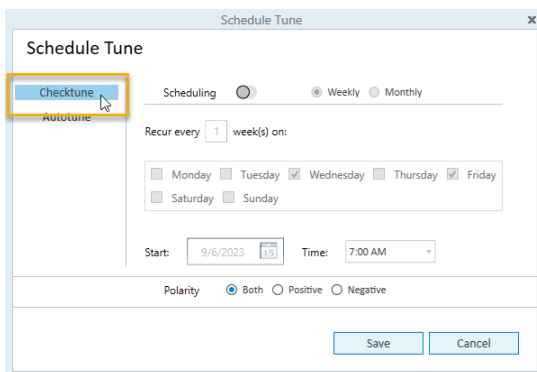 Schedule Tune
x
Schedule Tune
Checktune
Autotune
Scheduling Weekly Monthly
Recur every 1 week(s) on:
Monday Tuesday Wednesday Thursday Friday
Saturday Sunday
Start: 9/6/2023 15 Time: 7:00 AM
Polarity Both Positive Negative
Save Cancel